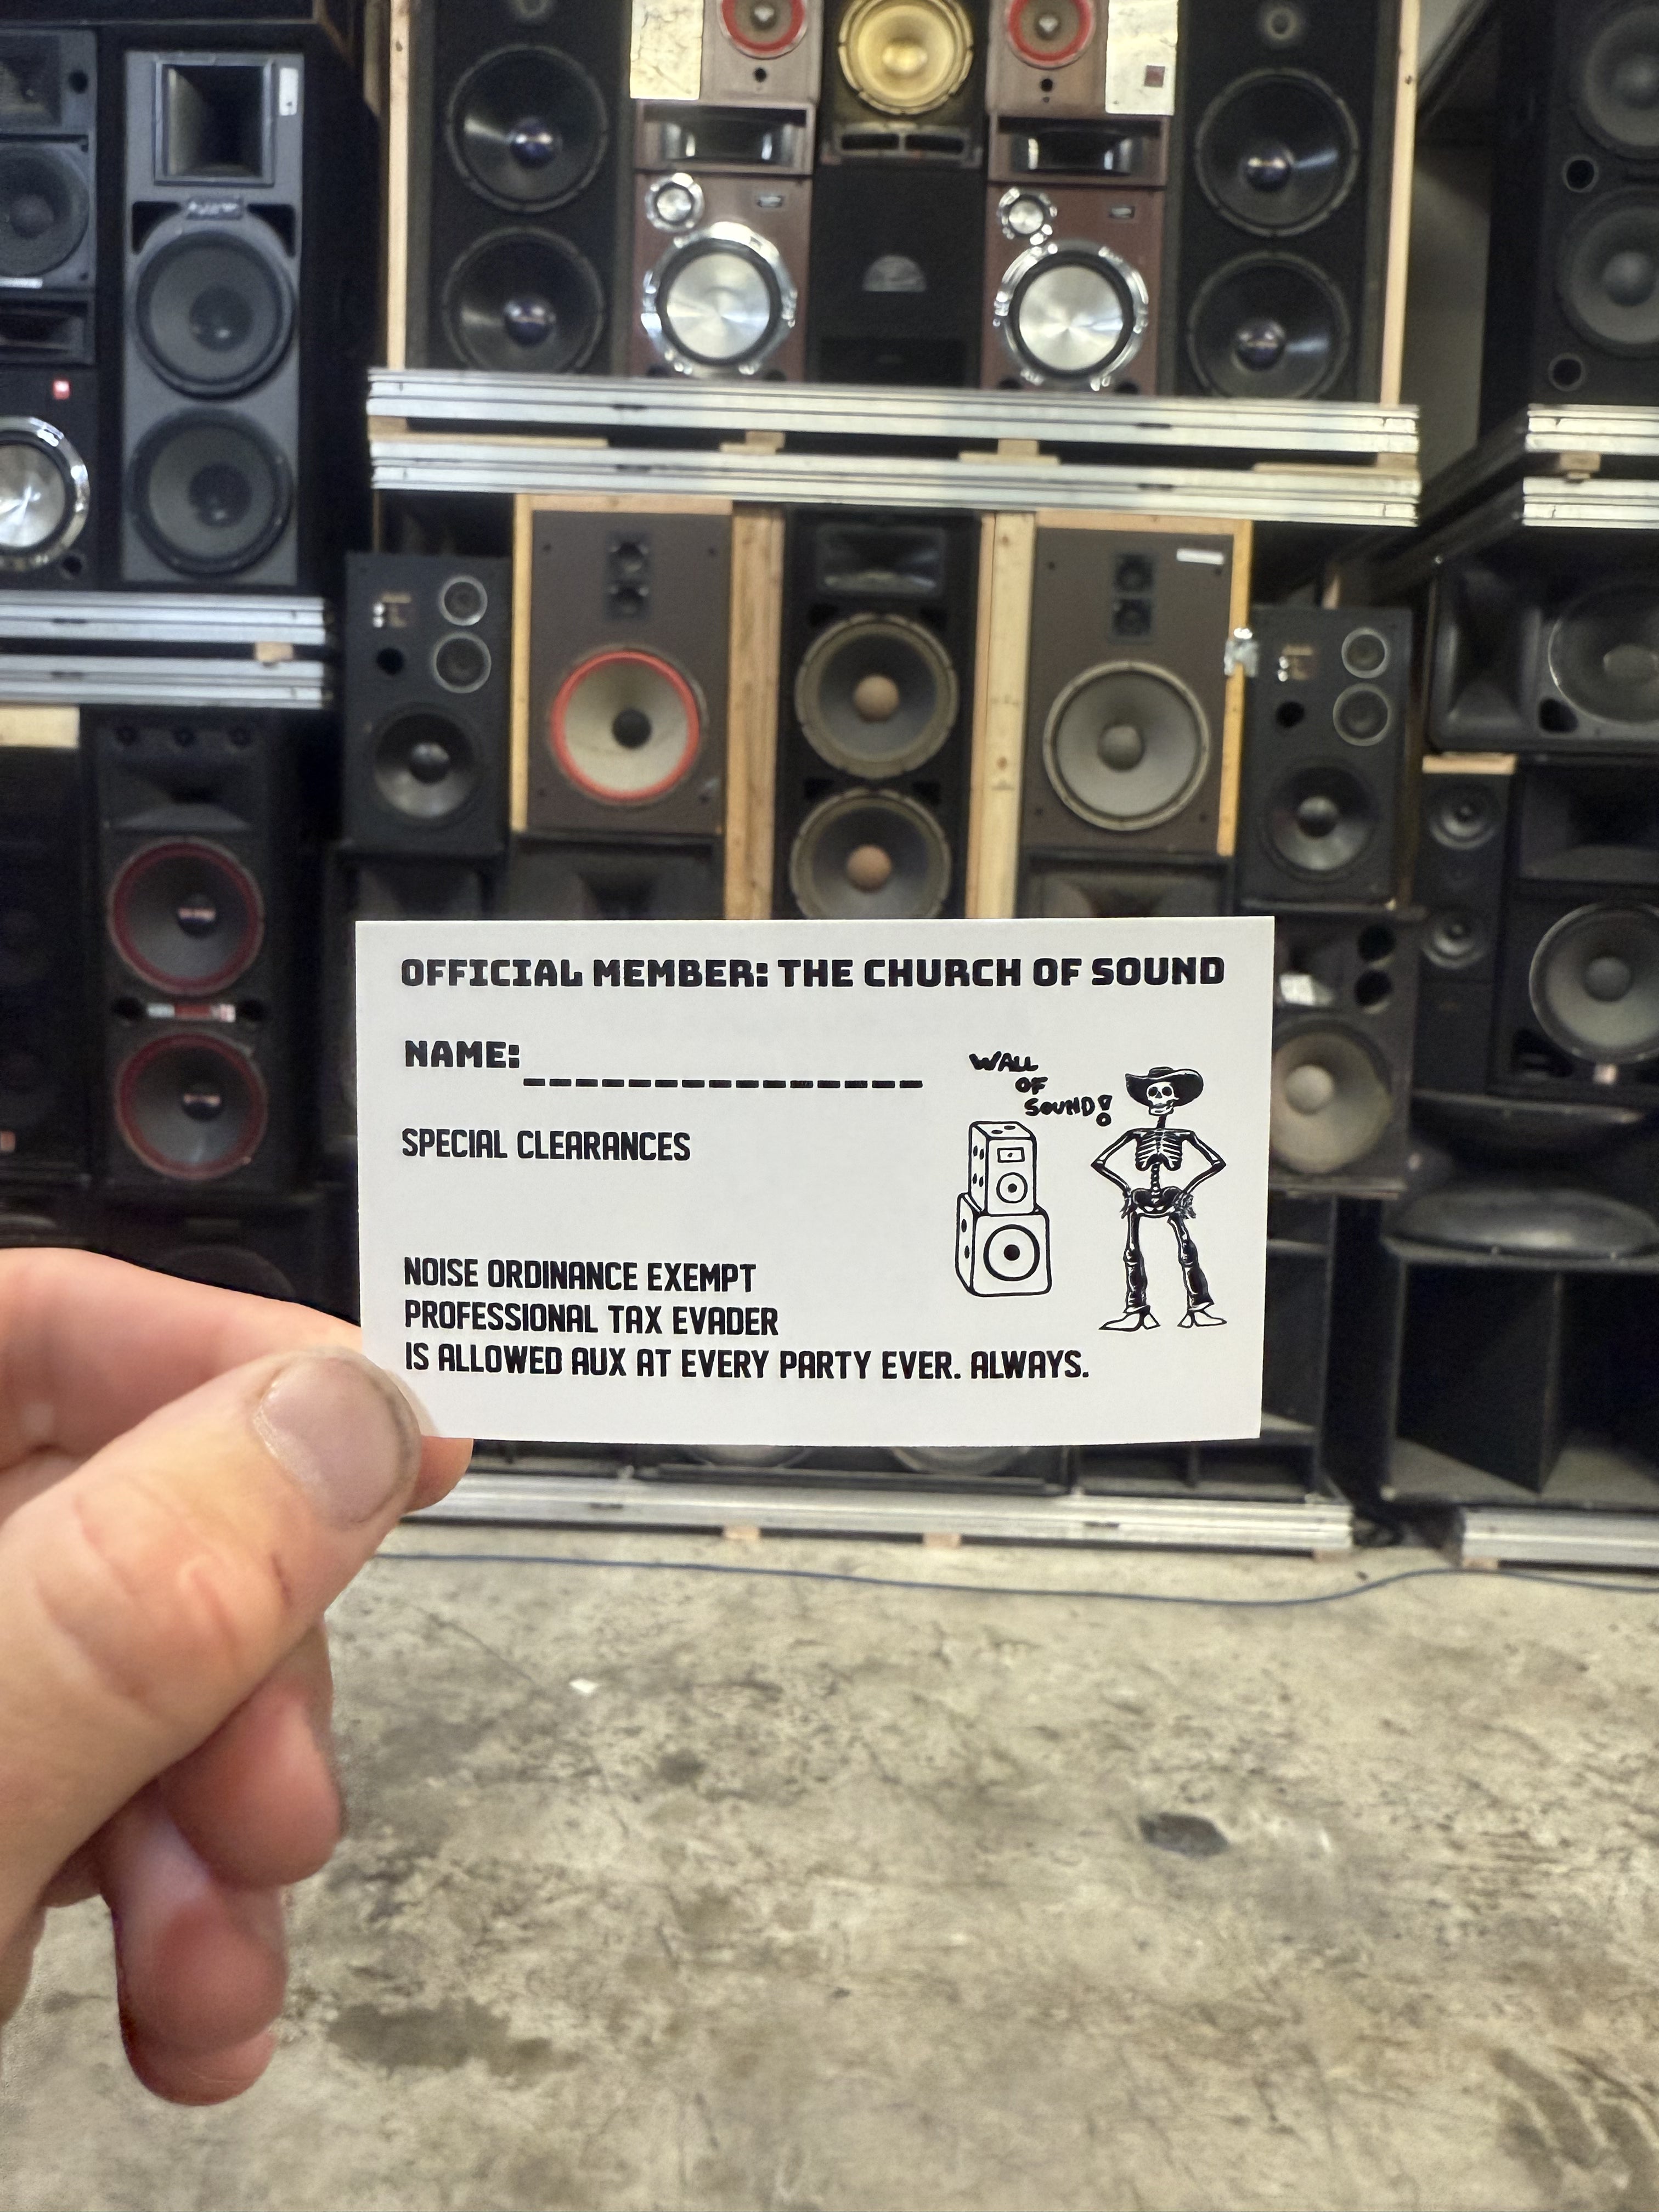 OFFICIAL MEMBER: THE CHURCH OF SOUND
NAME:
WALL
OF
SOUND!
SPECIAL CLEARANCES
NOISE ORDINANCE EXEMPT
PROFESSIONAL TAX EVADER
IS ALLOWED AUX AT EVERY PARTY EVER. ALWAYS.